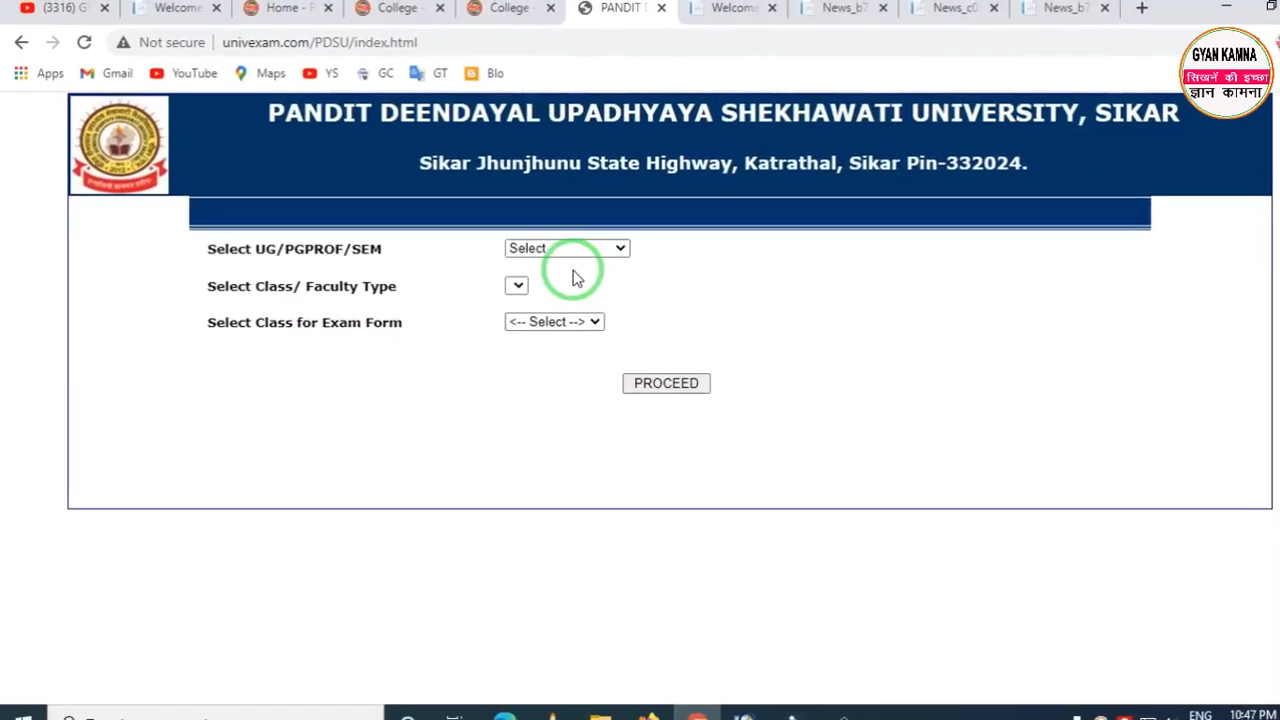 (3316) G
Welcome
Home - F
College -
College -
PANDIT D
Welcome
News_b7
News_c0
News_b7
Not secure
univexam.com/PDSU/index.html
Apps
Gmail
YouTube
Maps
YS
GC
GT
Blo
GYAN KAMNA
सिखनें की इच्छा
ज्ञान कामना
PANDIT DEENDAYAL UPADHYAYA SHEKHAWATI UNIVERSITY, SIKAR
Sikar Jhunjhunu State Highway, Katrathal, Sikar Pin-332024.
Select UG/PGPROF/SEM
Select
Select Class/ Faculty Type
Select Class for Exam Form
<-- Select -->
PROCEED
ENG
10:47 PM